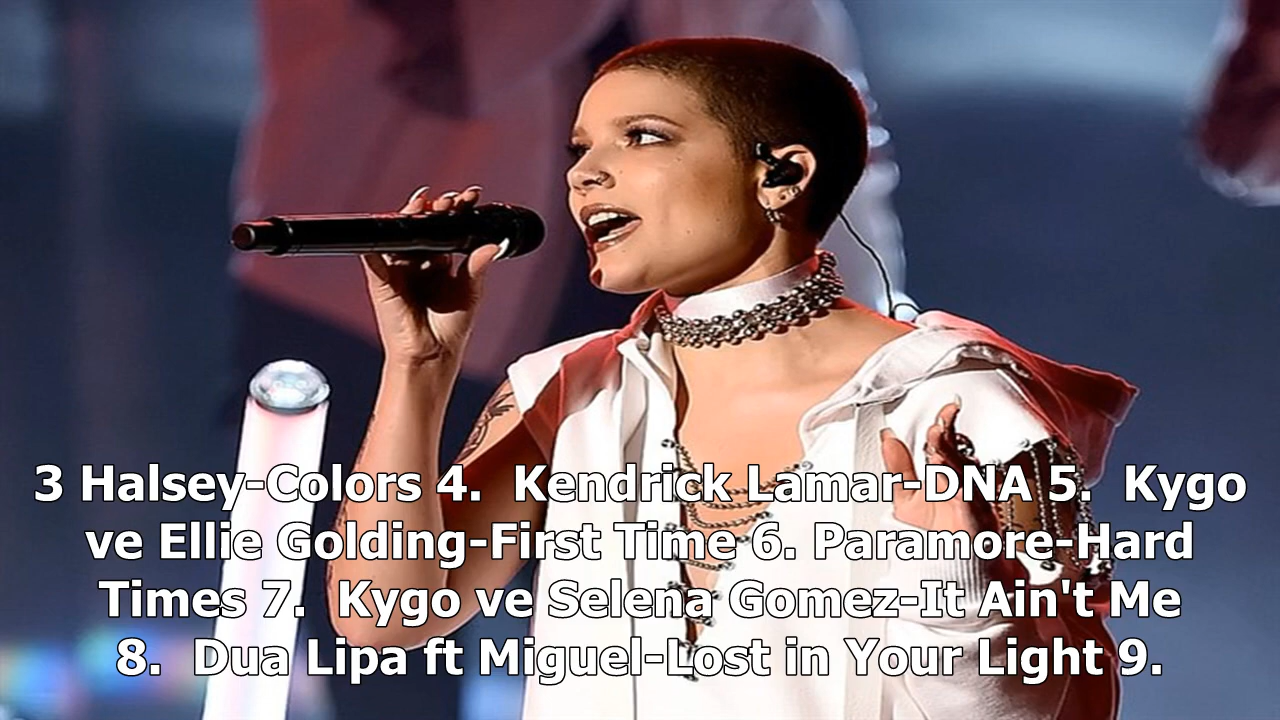 3 Halsey-Colors 4.  Kendrick Lamar-DNA 5.  Kygo
ve Ellie Golding-First Time 6. Paramore-Hard
Times 7.  Kygo ve Selena Gomez-It Ain't Me
8.  Dua Lipa ft Miguel-Lost in Your Light 9.